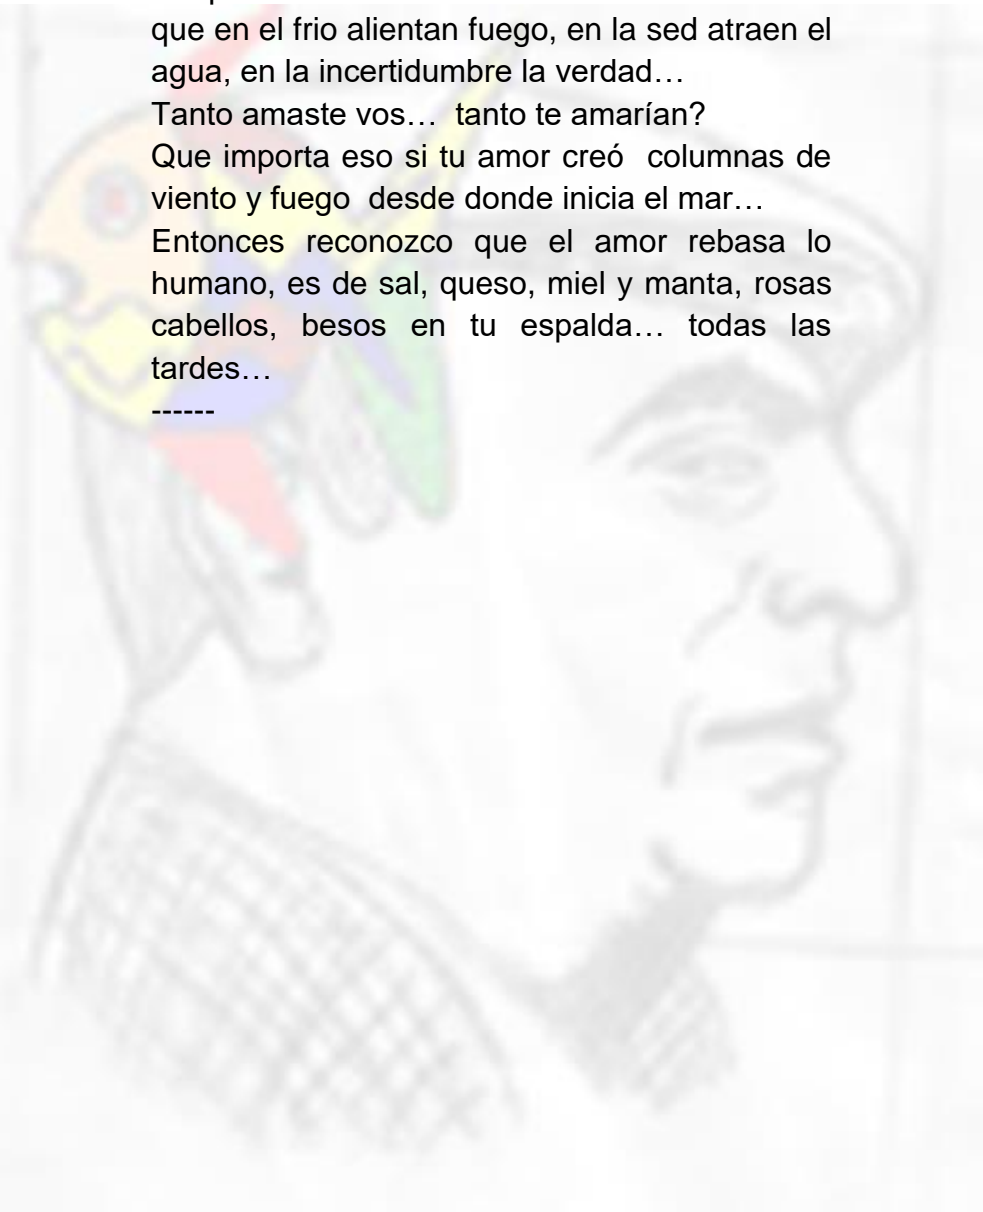 que en el frio alientan fuego, en la sed atraen el
agua, en la incertidumbre la verdad…
Tanto amaste vos…  tanto te amarían?
Que importa eso si tu amor creó  columnas de
viento y fuego  desde donde inicia el mar…
Entonces reconozco que el amor rebasa lo
humano, es de sal, queso, miel y manta, rosas
cabellos, besos en tu espalda… todas las
tardes…
------